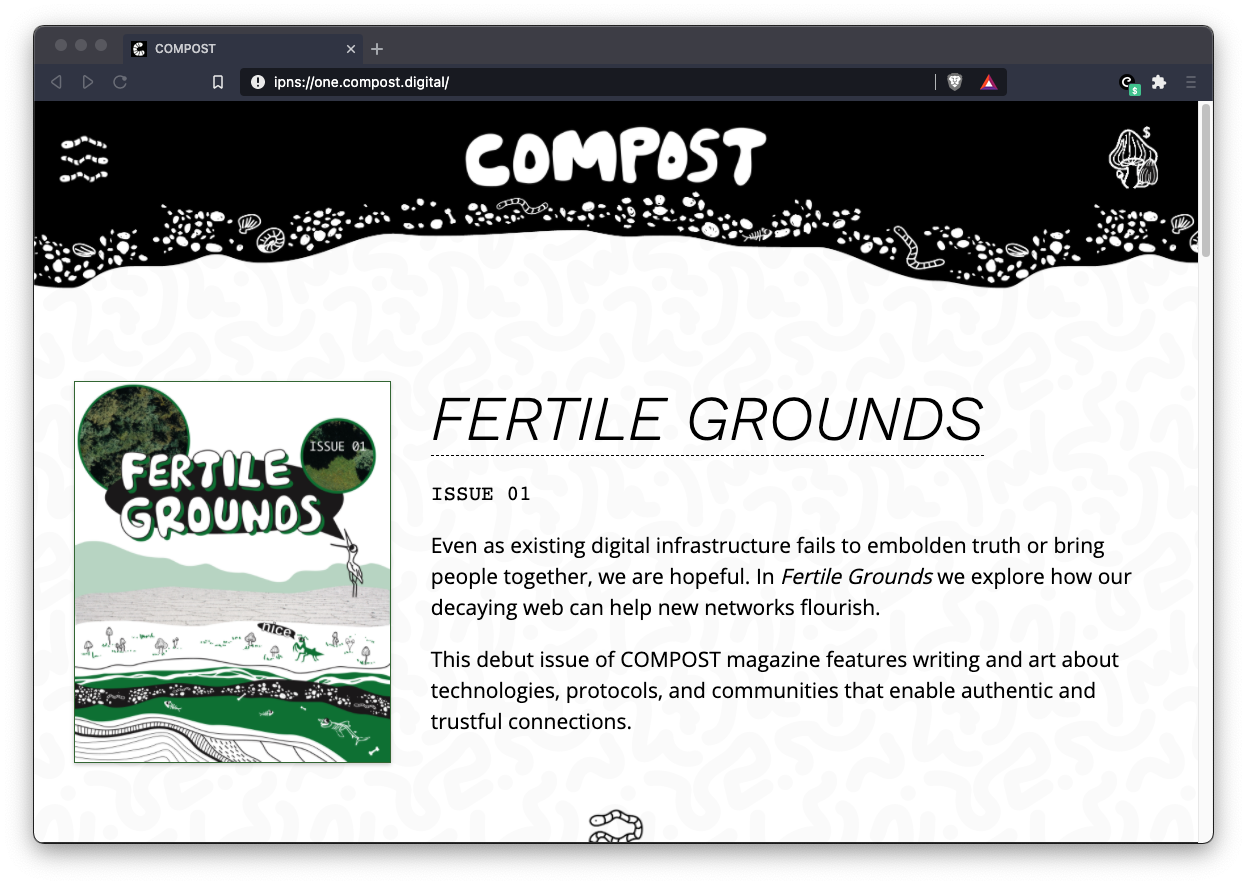 COMPOST
ipns://one.compost.digital/
COMPOST
$
$
ISSUE 01
FERTILE
GROUNDS
nice
FERTILE GROUNDS
ISSUE 01
Even as existing digital infrastructure fails to embolden truth or bring
people together, we are hopeful. In Fertile Grounds we explore how our
decaying web can help new networks flourish.
This debut issue of COMPOST magazine features writing and art about
technologies, protocols, and communities that enable authentic and
trustful connections.